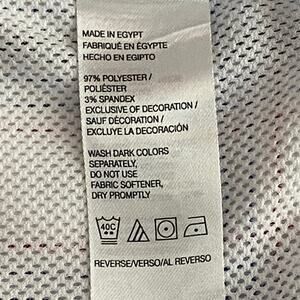 MADE IN EGYPT
FABRIQUÉ EN ÉGYPTE
HECHO EN EGIPTO
97% POLYESTER /
POLIÉSTER
3% SPANDEX
EXCLUSIVE OF DECORATION /
SAUF DÉCORATION /
EXCLUYE LA DECORACIÓN
WASH DARK COLORS
SEPARATELY,
DO NOT USE
FABRIC SOFTENER,
DRY PROMPTLY
40C
REVERSE/VERSO/AL REVERSO